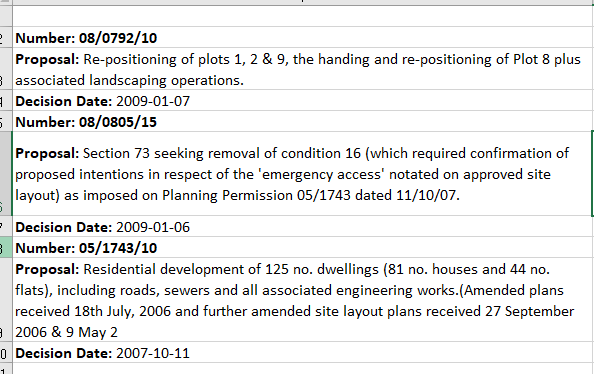 Number: 08/0792/10
Proposal: Re-positioning of plots 1, 2 & 9, the handing and re-positioning of Plot 8 plus
associated landscaping operations.
Decision Date: 2009-01-07
Number: 08/0805/15
Proposal: Section 73 seeking removal of condition 16 (which required confirmation of
proposed intentions in respect of the 'emergency access' notated on approved site
layout) as imposed on Planning Permission 05/1743 dated 11/10/07.
Decision Date: 2009-01-06
Number: 05/1743/10
Proposal: Residential development of 125 no. dwellings (81 no. houses and 44 no.
flats), including roads, sewers and all associated engineering works.(Amended plans
received 18th July, 2006 and further amended site layout plans received 27 September
2006 & 9 May 2
Decision Date: 2007-10-11